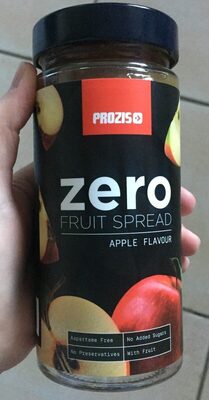 PROZIS
zero
FRUIT SPREAD
APPLE FLAVOUR
Aspartame Free
No Added Sugars
No Preservatives
With Fruit